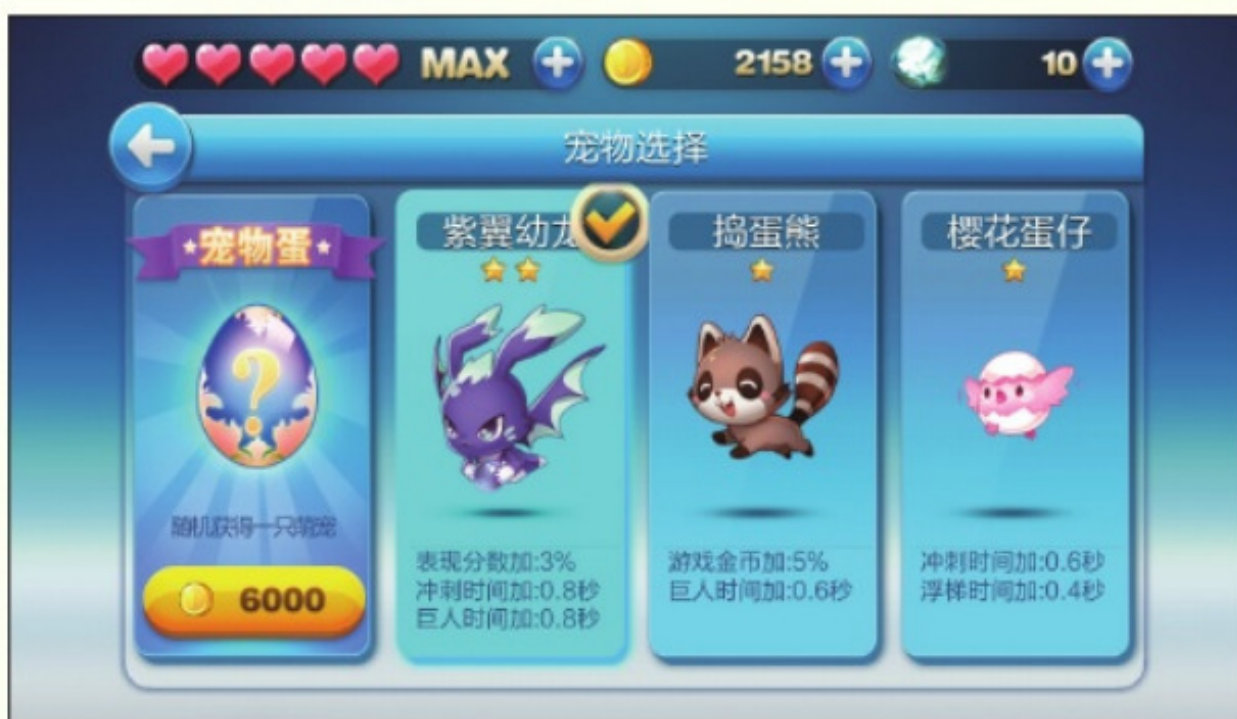 MAX
2158
10
宠物选择
宠物蛋
随机获得一只萌宠
6000
紫翼幼龙
表现分数加:3%
冲刺时间加:0.8秒
巨人时间加:0.8秒
捣蛋熊
游戏金币加:5%
巨人时间加:0.6秒
樱花蛋仔
冲刺时间加:0.6秒
浮梯时间加:0.4秒